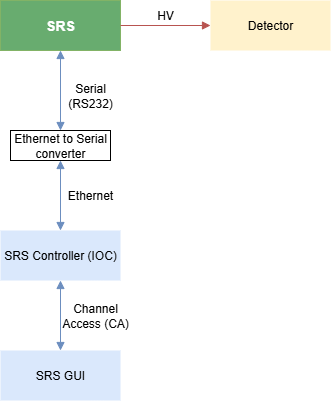 SRS
HV
Detector
Serial
(RS232)
Ethernet to Serial
converter
Ethernet
SRS Controller (IOC)
Channel
Access (CA)
SRS GUI